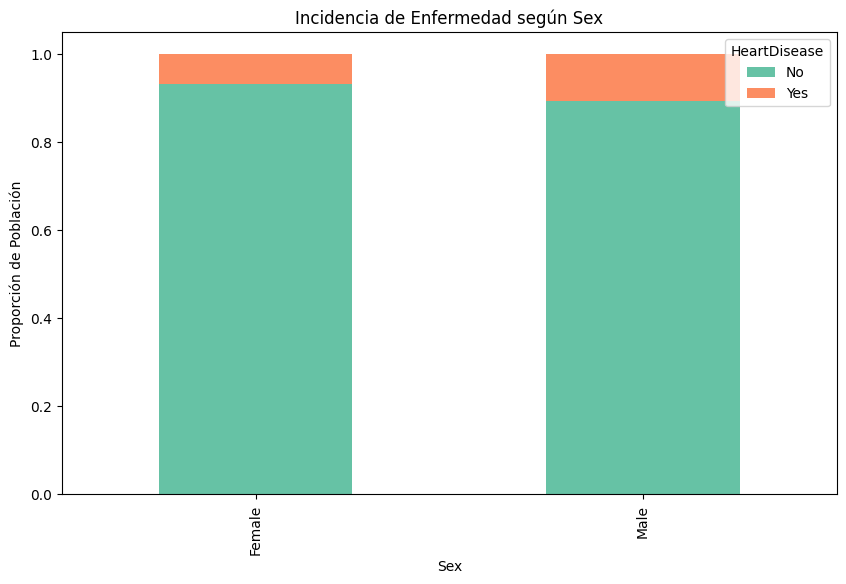 Incidencia de Enfermedad según Sex
HeartDisease
No
Yes
Proporción de Población
1.0
0.8
0.6
0.4
0.2
0.0
Female
Male
Sex